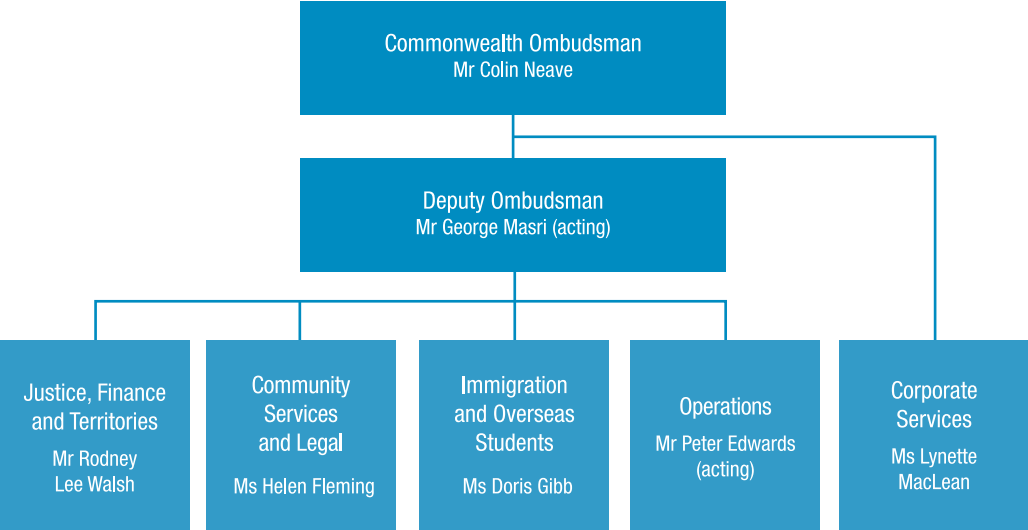 Commonwealth Ombudsman
Mr Colin Neave
Deputy Ombudsman
Mr George Masri (acting)
Justice, Finance
and Territories
Mr Rodney
Lee Walsh
Community
Services
and Legal
Ms Helen Fleming
Immigration
and Overseas
Students
Ms Doris Gibb
Operations
Mr Peter Edwards
(acting)
Corporate
Services
Ms Lynette
MacLean